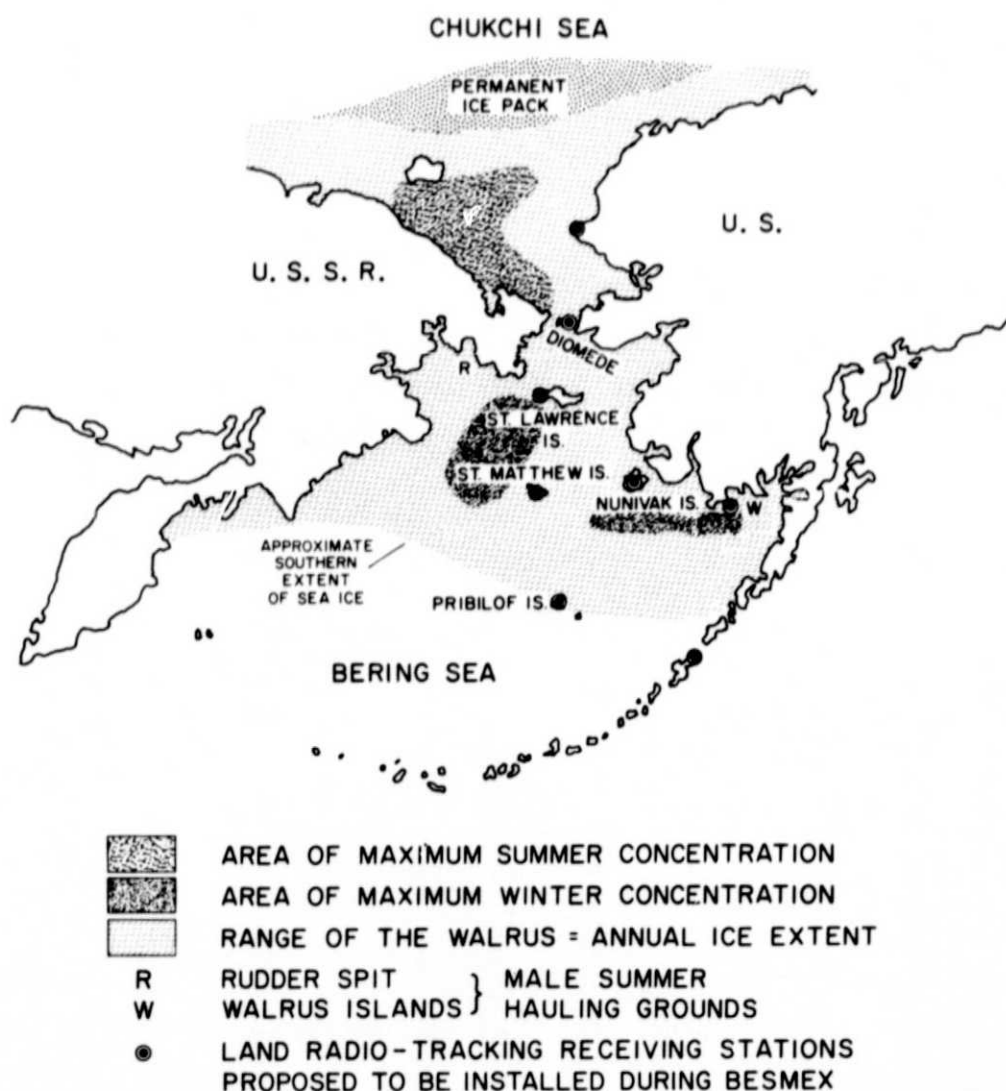 CHUKCHI SEA
PERMANENT
ICE PACK
U. S.
U. S. S. R.
DIOMEDE
R
ST. LAWRENCE
IS.
ST. MATTHEW IS.
NUNIVAK IS.
W
APPROXIMATE
SOUTHERN
EXTENT
OF SEA ICE
PRIBILOF IS.
BERING SEA
AREA OF MAXIMUM SUMMER CONCENTRATION
AREA OF MAXIMUM WINTER CONCENTRATION
RANGE OF THE WALRUS = ANNUAL ICE EXTENT
R RUDDER SPIT } MALE SUMMER
W WALRUS ISLANDS HAULING GROUNDS
LAND RADIO-TRACKING RECEIVING STATIONS
PROPOSED TO BE INSTALLED DURING BESMEX